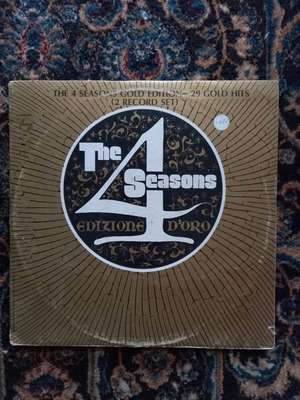 THE 4 SEASONS GOLD EDITION—29 GOLD HITS
(2 RECORD SET)
The
4
Seasons
EDIZIONE D'ORO